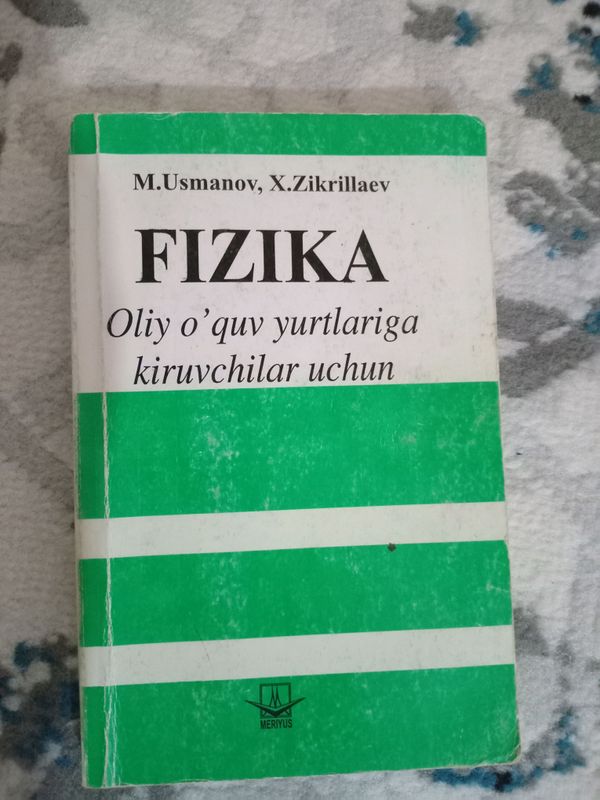 M.Usmanov, X.Zikrillaev
FIZIKA
Oliy o’quv yurtlariga
kiruvchilar uchun
MERIYUS